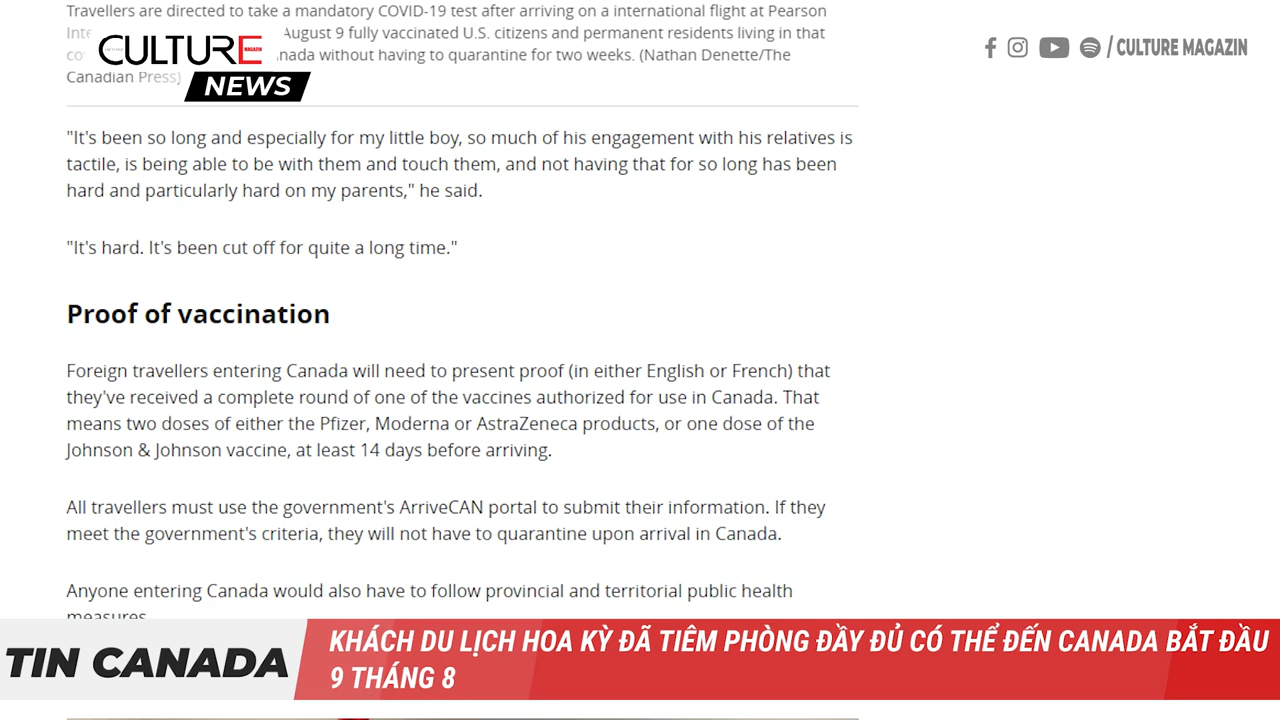 Travellers are directed to take a mandatory COVID-19 test after arriving on a international flight at Pearson
August 9 fully vaccinated U.S. citizens and permanent residents living in that
without having to quarantine for two weeks. (Nathan Denette/The
Canadian Press)
CULTURE
MAGAZIN
NEWS
/ CULTURE MAGAZIN
"It's been so long and especially for my little boy, so much of his engagement with his relatives is
tactile, is being able to be with them and touch them, and not having that for so long has been
hard and particularly hard on my parents," he said.
"It's hard. It's been cut off for quite a long time."
Proof of vaccination
Foreign travellers entering Canada will need to present proof (in either English or French) that
they've received a complete round of one of the vaccines authorized for use in Canada. That
means two doses of either the Pfizer, Moderna or AstraZeneca products, or one dose of the
Johnson & Johnson vaccine, at least 14 days before arriving.
All travellers must use the government's ArriveCAN portal to submit their information. If they
meet the government's criteria, they will not have to quarantine upon arrival in Canada.
Anyone entering Canada would also have to follow provincial and territorial public health
measures.
TIN CANADA
KHÁCH DU LỊCH HOA KỲ ĐÃ TIÊM PHÒNG ĐẦY ĐỦ CÓ THỂ ĐẾN CANADA BẮT ĐẦU
9 THÁNG 8